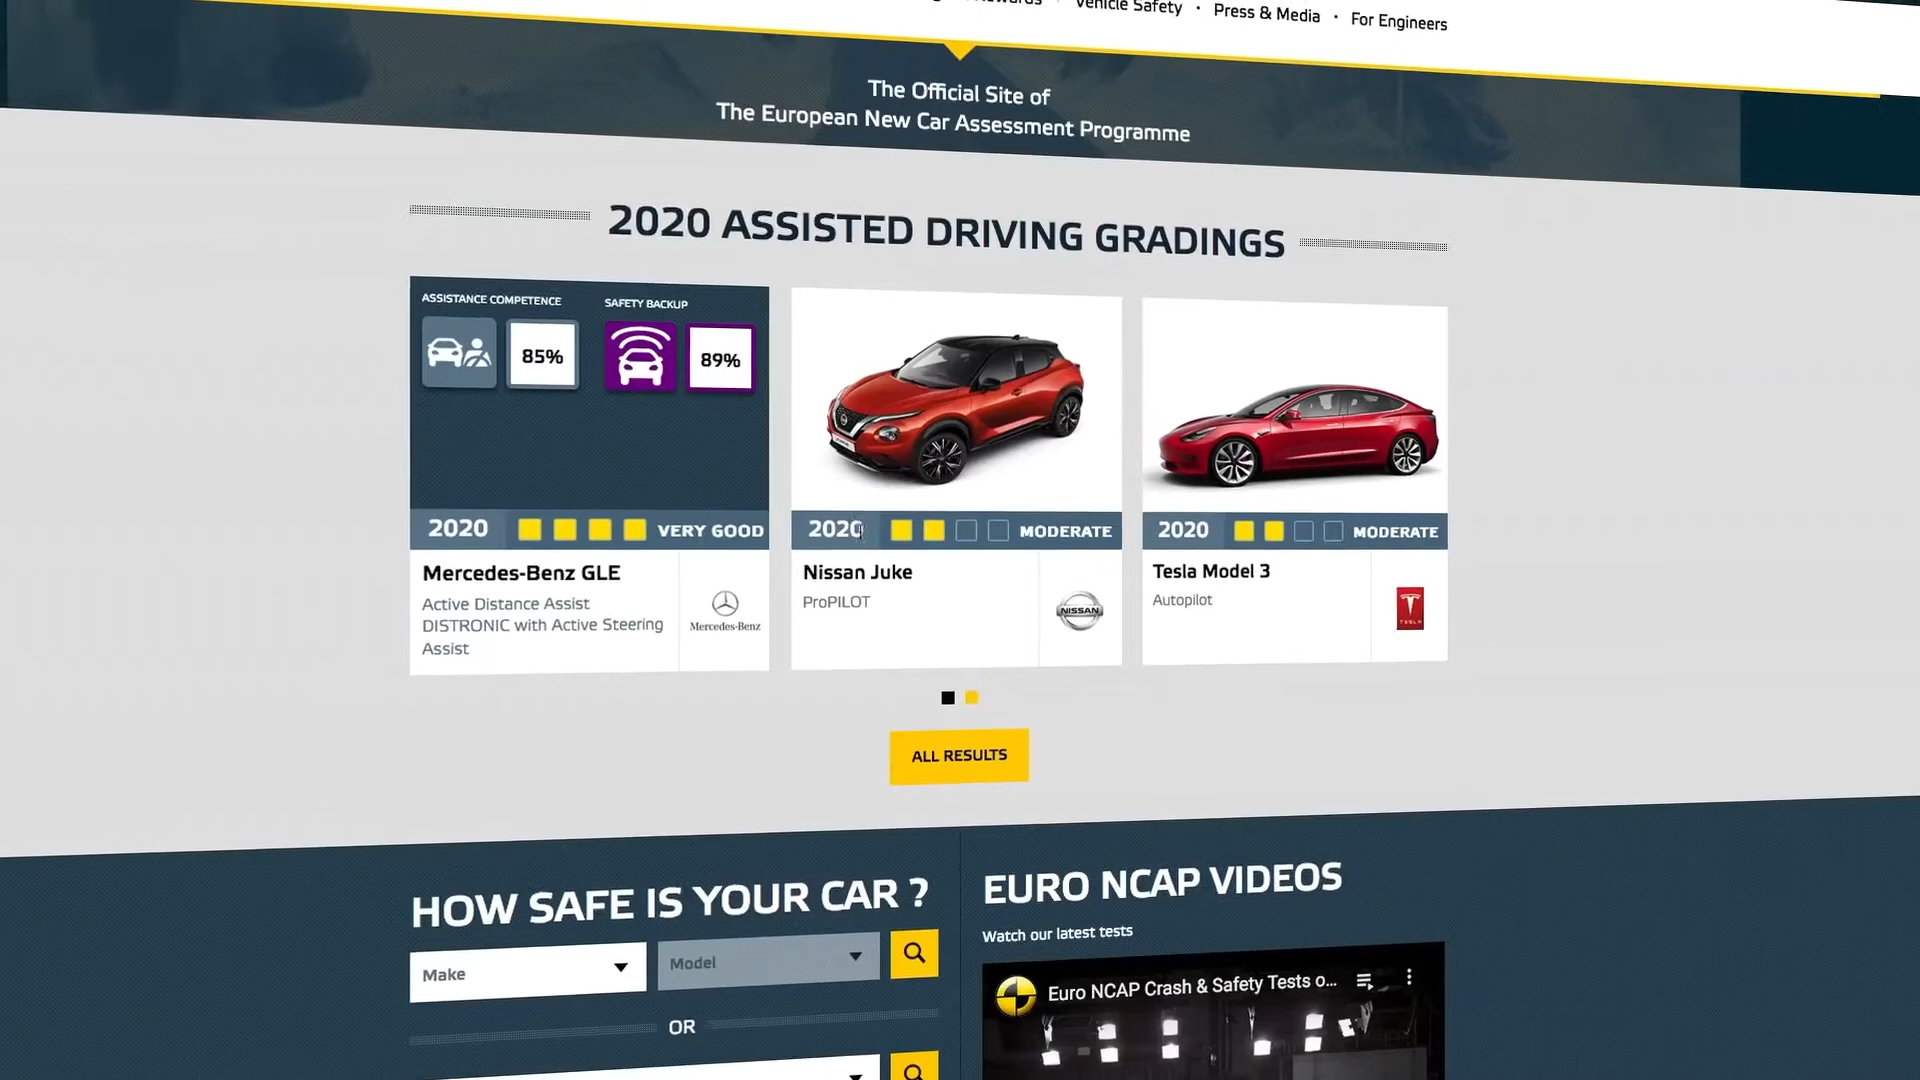 Vehicle Safety • Press & Media • For Engineers
The Official Site of
The European New Car Assessment Programme
2020 ASSISTED DRIVING GRADINGS
ASSISTANCE COMPETENCE
SAFETY BACKUP
85%
89%
2020 VERY GOOD
Mercedes-Benz GLE
Active Distance Assist
DISTRONIC with Active Steering
Assist
Mercedes-Benz
2020 MODERATE
Nissan Juke
ProPILOT
NISSAN
2020 MODERATE
Tesla Model 3
Autopilot
TESLA
ALL RESULTS
HOW SAFE IS YOUR CAR ?
Make
Model
OR
EURO NCAP VIDEOS
Watch our latest tests
Euro NCAP Crash & Safety Tests o...